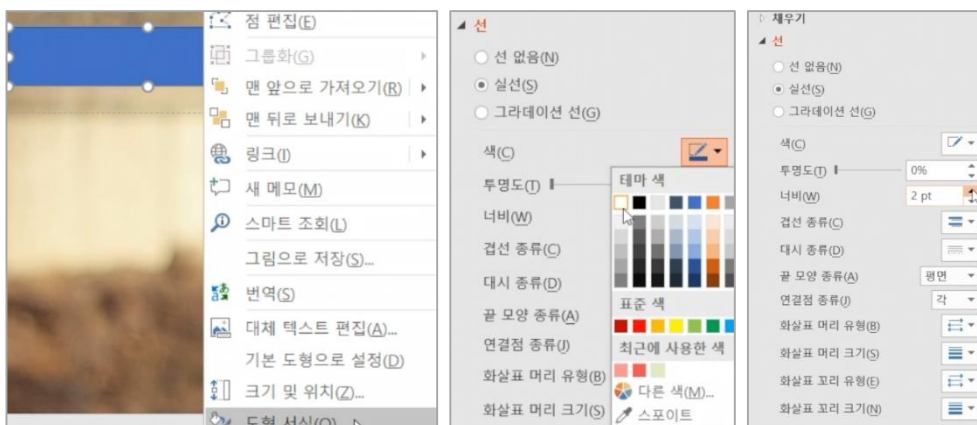 점 편집(E)
그룹화(G)
맨 앞으로 가져오기(R)
맨 뒤로 보내기(K)
링크(I)
새 메모(M)
스마트 조회(L)
그림으로 저장(S)...
번역(S)
대체 텍스트 편집(A)...
기본 도형으로 설정(D)
크기 및 위치(Z)...
도형 서식(O)...
선
선 없음(N)
실선(S)
그라데이션 선(G)
색(C)
투명도(T)
너비(W)
겹선 종류(C)
대시 종류(D)
끝 모양 종류(A)
연결점 종류(J)
화살표 머리 유형(B)
화살표 머리 크기(S)
테마 색
표준 색
최근에 사용한 색
다른 색(M)...
스포이트
채우기
선
선 없음(N)
실선(S)
그라데이션 선(G)
색(C)
투명도(T) 0%
너비(W) 2 pt
겹선 종류(C)
대시 종류(D)
끝 모양 종류(A) 평면
연결점 종류(J) 각
화살표 머리 유형(B)
화살표 머리 크기(S)
화살표 꼬리 유형(E)
화살표 꼬리 크기(N)